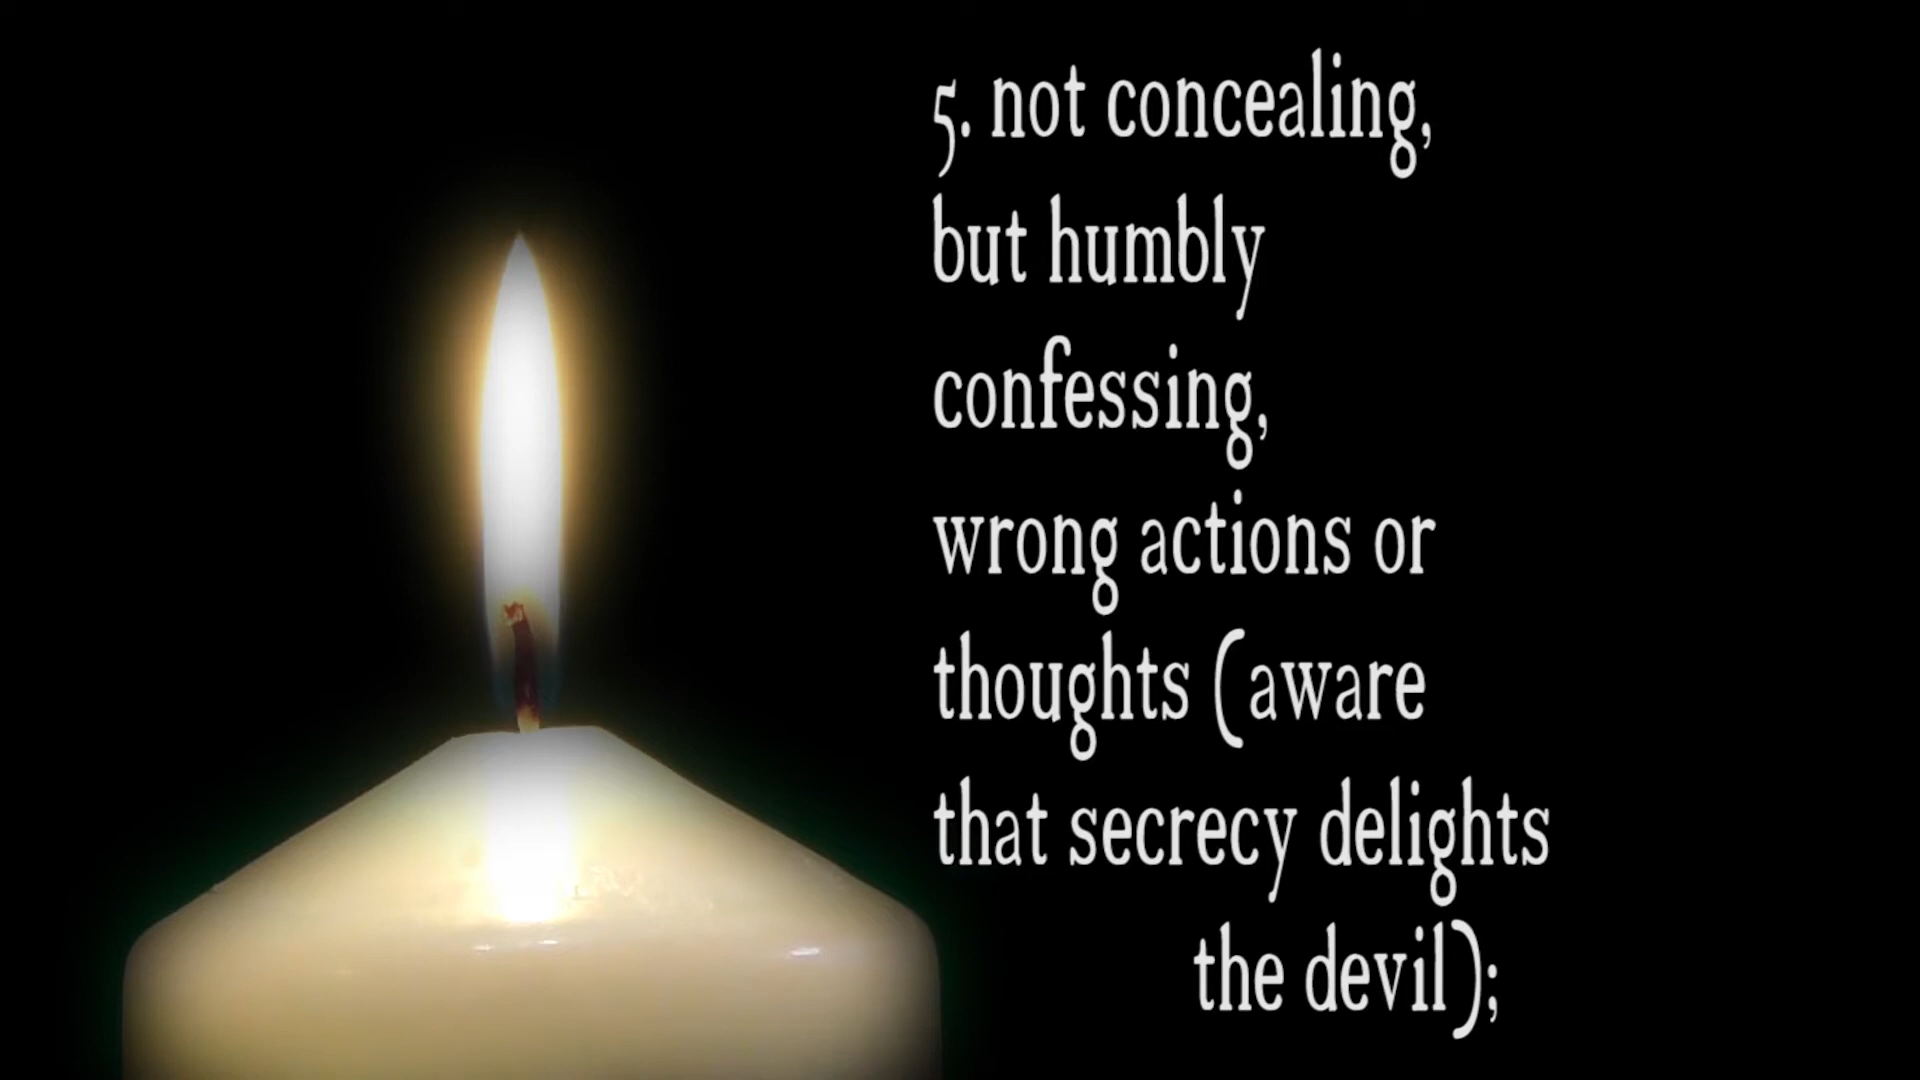 5. not concealing,
but humbly
confessing,
wrong actions or
thoughts (aware
that secrecy delights
the devil);